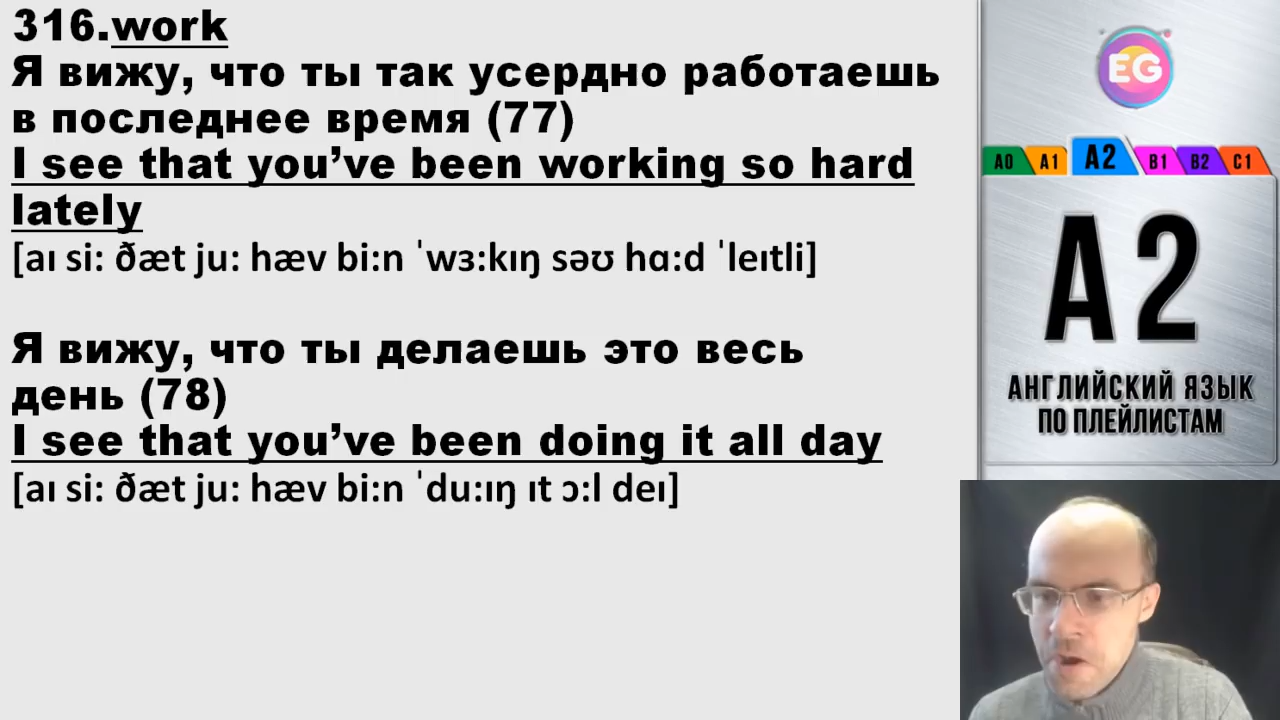 316.work
Я вижу, что ты так усердно работаешь
в последнее время (77)
I see that you’ve been working so hard
lately
[aɪ si: ðæt ju: hæv bi:n ˈwɜ:kɪŋ səʊ hɑ:d ˈleɪtli]
Я вижу, что ты делаешь это весь
день (78)
I see that you’ve been doing it all day
[aɪ si: ðæt ju: hæv bi:n ˈdu:ɪŋ ɪt ɔ:l deɪ]
EG
A0 A1 A2 B1 B2 C1
A2
АНГЛИЙСКИЙ ЯЗЫК
ПО ПЛЕЙЛИСТАМ